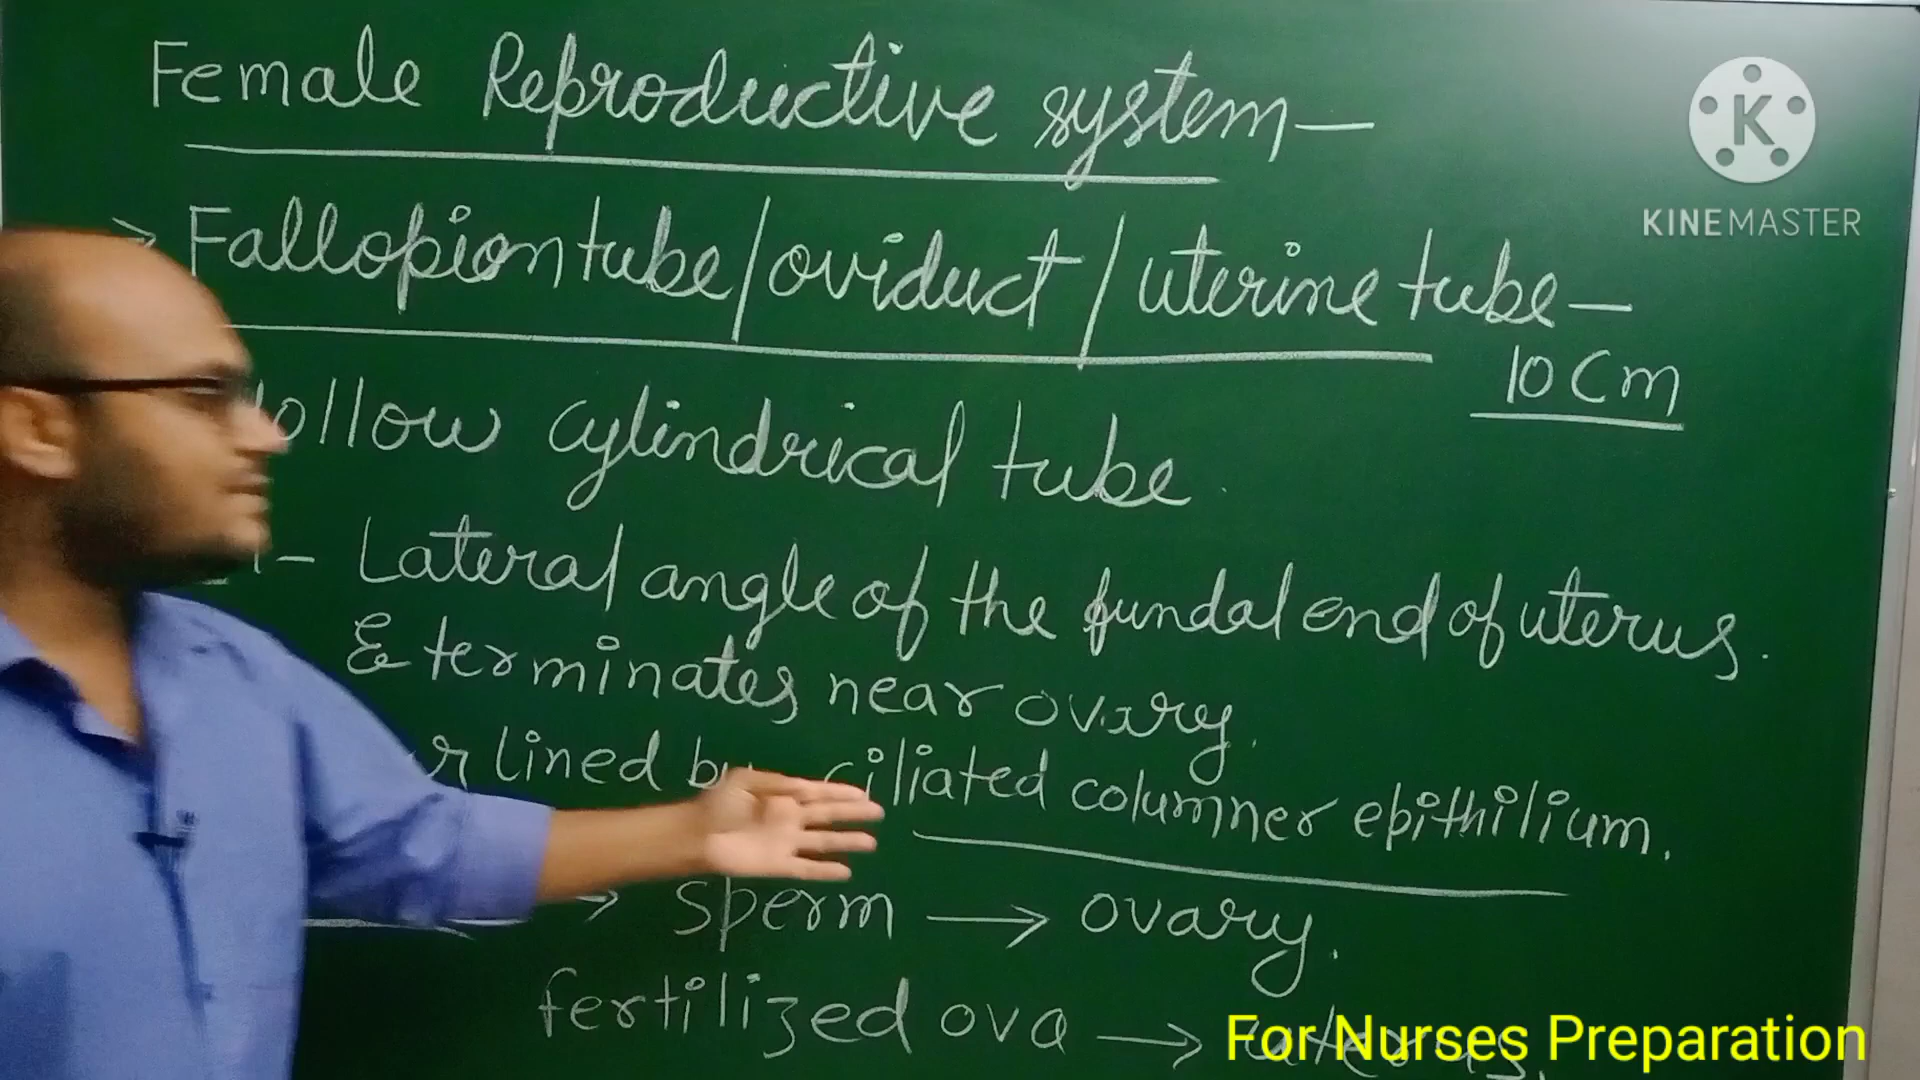 Female Reproductive system—
KINEMASTER
Fallopion tube/oviduct/uterine tube—
10 Cm
Hollow cylindrical tube.
- Lateral angle of the fundal end of uterus.
& terminates near ovary.
lined by ciliated columner epithilium.
→ sperm → ovary.
fertilized ova → uterus.
For Nurses Preparation